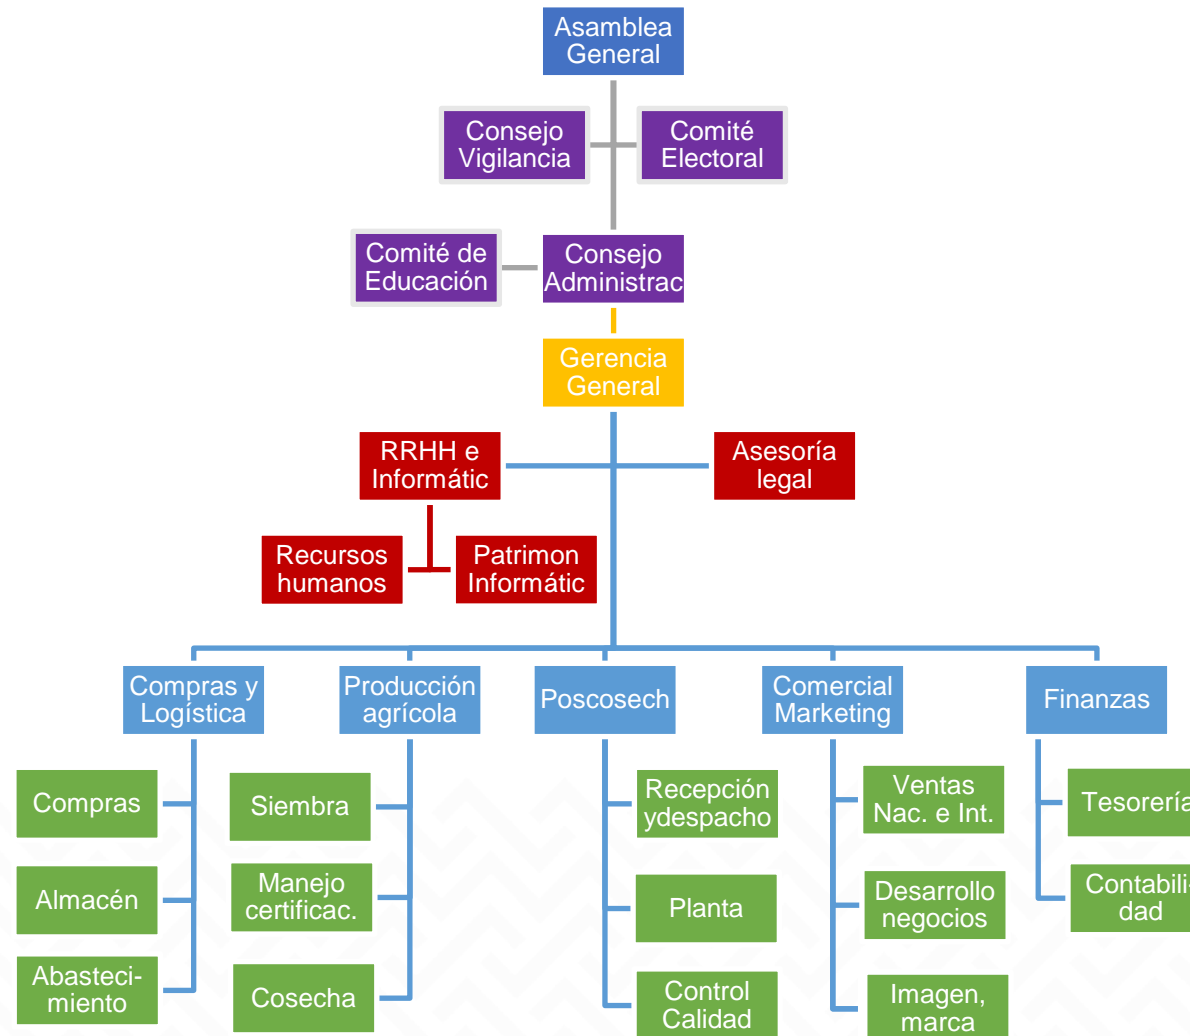 Asamblea
General
Consejo
Vigilancia
Comité
Electoral
Comité de
Educación
Consejo
Administrac
Gerencia
General
RRHH e
Informátic
Asesoría
legal
Recursos
humanos
Patrimon
Informátic
Compras y
Logística
Producción
agrícola
Poscosech
Comercial
Marketing
Finanzas
Compras
Almacén
Abasteci-
miento
Siembra
Manejo
certificac.
Cosecha
Recepción
ydespacho
Planta
Control
Calidad
Ventas
Nac. e Int.
Desarrollo
negocios
Imagen,
marca
Tesorería
Contabili-
dad